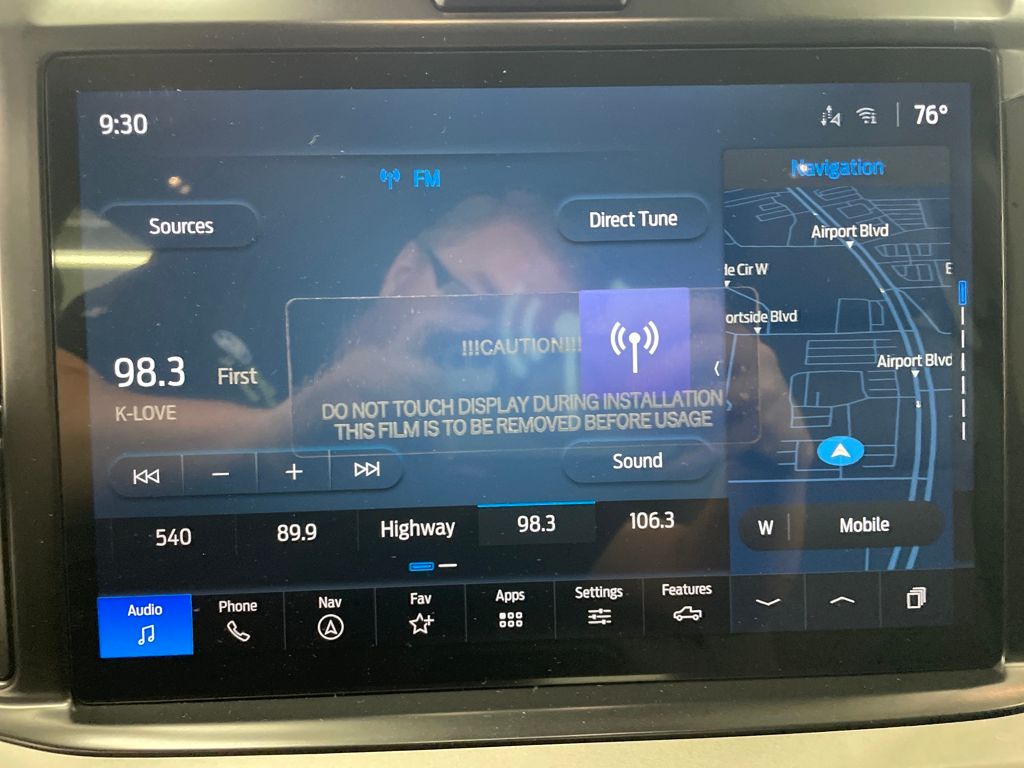 9:30
76°
FM
Navigation
Sources
Direct Tune
Airport Blvd
le Cir W
E
ortside Blvd
!!!CAUTION!!!
98.3
First
Airport Blvd
K-LOVE
DO NOT TOUCH DISPLAY DURING INSTALLATION
THIS FILM IS TO BE REMOVED BEFORE USAGE
Sound
540
89.9
Highway
98.3
106.3
W
Mobile
Audio
Phone
Nav
Fav
Apps
Settings
Features